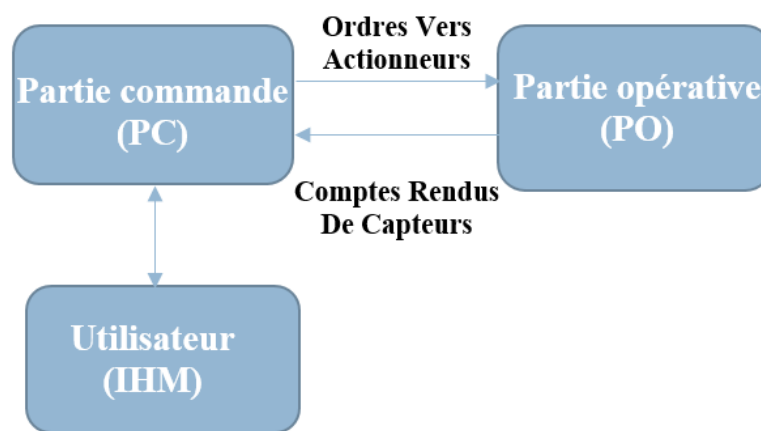 Ordres Vers
Actionneurs
Partie commande
(PC)
Partie opérative
(PO)
Comptes Rendus
De Capteurs
Utilisateur
(IHM)